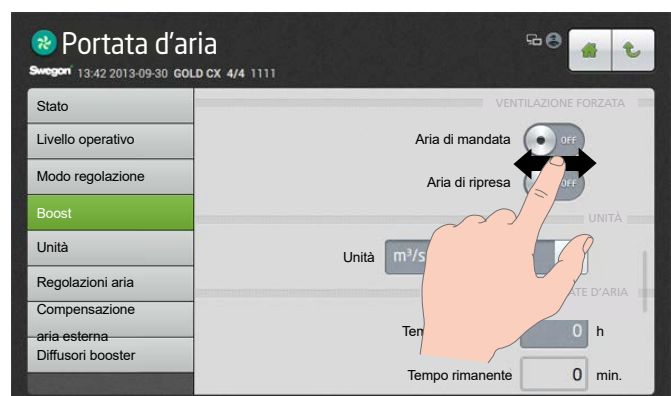 Portata d'aria
Swegon 13:42 2013-09-30 GOLD CX 4/4 1111
Stato
Livello operativo
Modo regolazione
Boost
Unità
Regolazioni aria
Compensazione
aria esterna
Diffusori booster
VENTILAZIONE FORZATA
Aria di mandata OFF
Aria di ripresa OFF
UNITÀ
Unità m³/s
D'ARIA
0 h
Tempo rimanente 0 min.